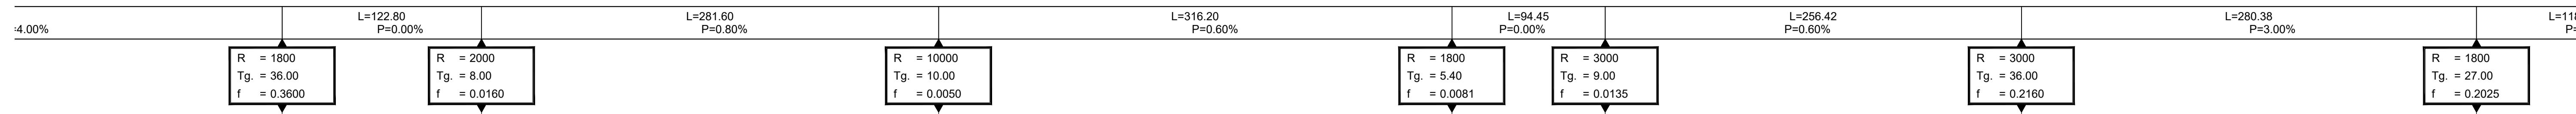 L=122.80
L=281.60
L=316.20
L=94.45
L=256.42
L=280.38
L=118
4.00%
P=0.00%
P=0.80%
P=0.60%
P=0.00%
P=0.60%
P=3.00%
P=
R = 1800
Tg. = 36.00
f = 0.3600
R = 2000
Tg. = 8.00
f = 0.0160
R = 10000
Tg. = 10.00
f = 0.0050
R = 1800
Tg. = 5.40
f = 0.0081
R = 3000
Tg. = 9.00
f = 0.0135
R = 3000
Tg. = 36.00
f = 0.2160
R = 1800
Tg. = 27.00
f = 0.2025